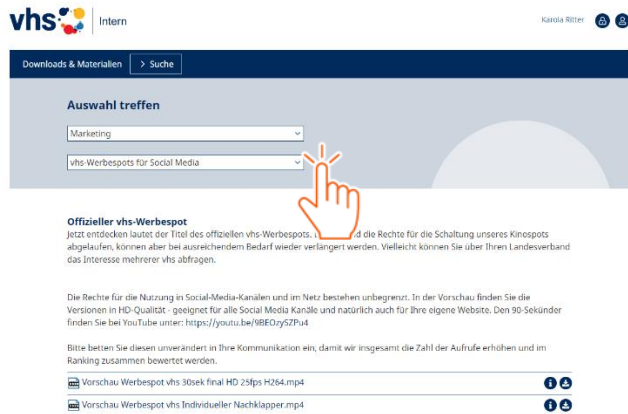 vhs Intern
Karola Ritter
Downloads & Materialien > Suche
Auswahl treffen
Marketing
vhs-Werbespots für Social Media
Offizieller vhs-Werbespot
Jetzt entdecken lautet der Titel des offiziellen vhs-Werbespots. nd die Rechte für die Schaltung unseres Kinospots
abgelaufen, können aber bei ausreichendem Bedarf wieder verlängert werden. Vielleicht können Sie über Ihren Landesverband
das Interesse mehrerer vhs abfragen.
Die Rechte für die Nutzung in Social-Media-Kanälen und im Netz bestehen unbegrenzt. In der Vorschau finden Sie die
Versionen in HD-Qualität - geeignet für alle Social Media Kanäle und natürlich auch für Ihre eigene Website. Den 90-Sekünder
finden Sie bei YouTube unter: https://youtu.be/9BEOzySZPu4
Bitte betten Sie diesen unverändert in Ihre Kommunikation ein, damit wir insgesamt die Zahl der Aufrufe erhöhen und im
Ranking zusammen bewertet werden.
Vorschau Werbespot vhs 30sek final HD 25fps H264.mp4
Vorschau Werbespot vhs Individueller Nachklapper.mp4